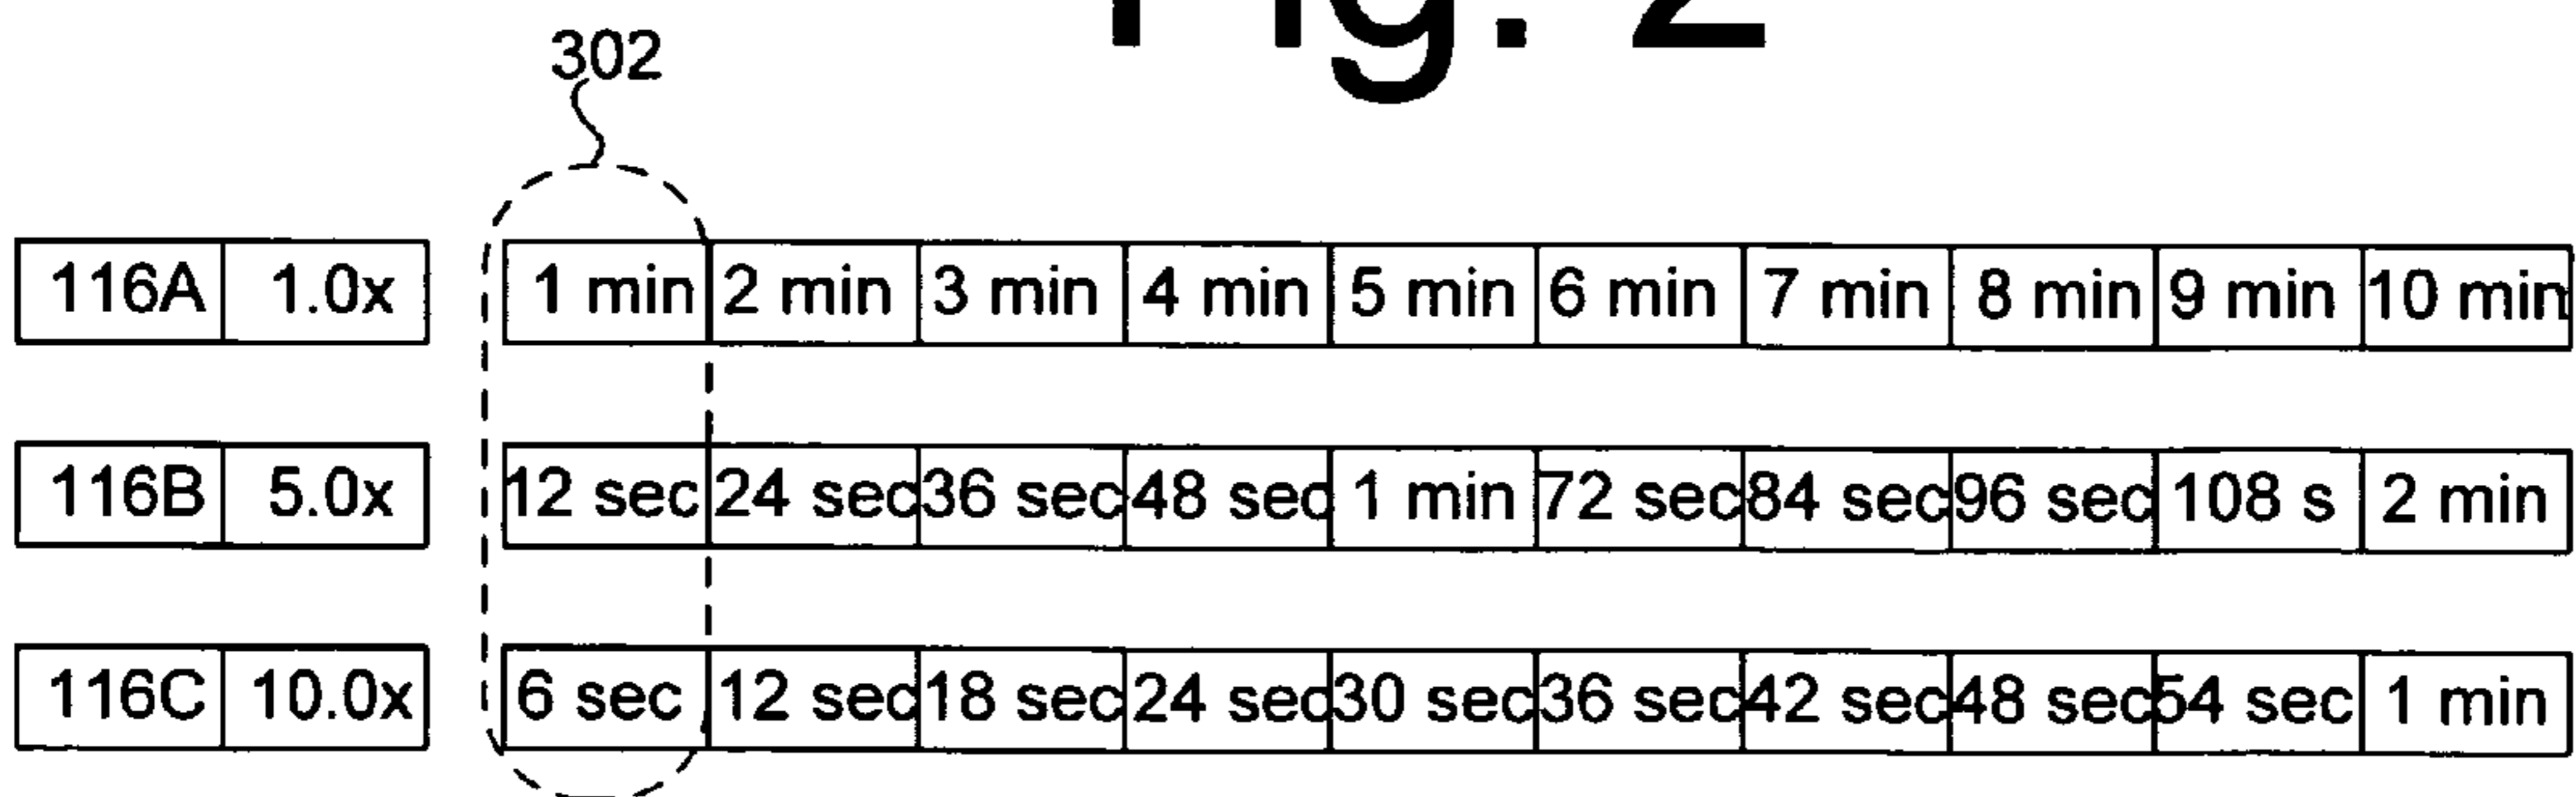 Fig. 2
302
116A 1.0x 1 min 2 min 3 min 4 min 5 min 6 min 7 min 8 min 9 min 10 min
116B 5.0x 12 sec 24 sec 36 sec 48 sec 1 min 72 sec 84 sec 96 sec 108 s 2 min
116C 10.0x 6 sec 12 sec 18 sec 24 sec 30 sec 36 sec 42 sec 48 sec 54 sec 1 min